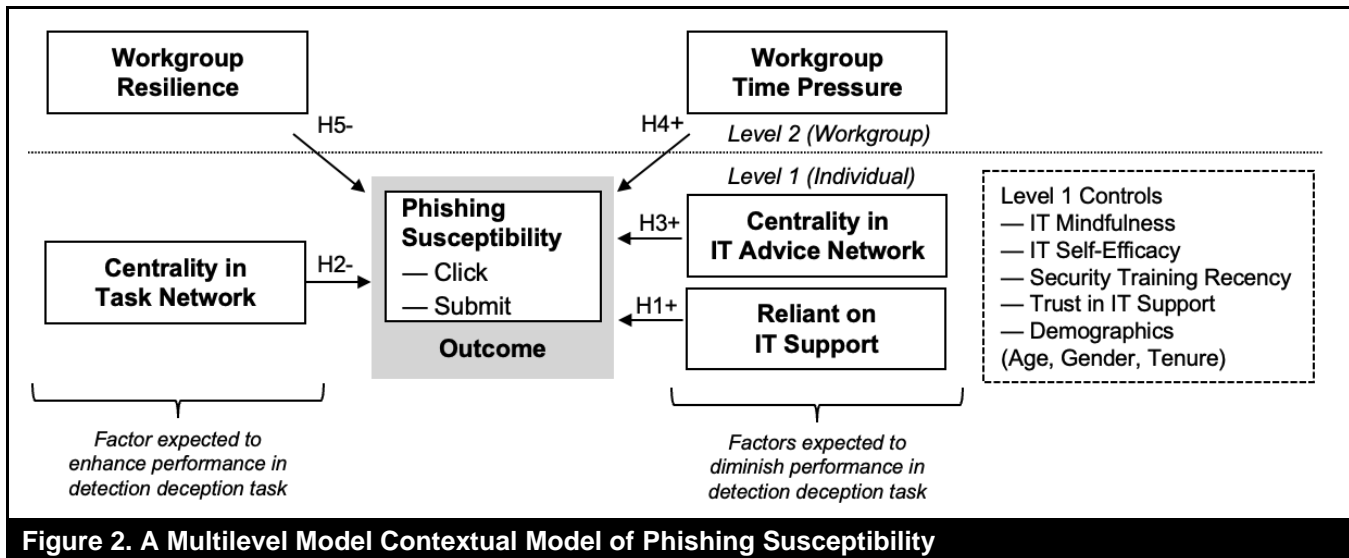 Workgroup
Resilience
Workgroup
Time Pressure
H5-
H4+
Level 2 (Workgroup)
Level 1 (Individual)
Phishing
Susceptibility
— Click
— Submit
Outcome
Centrality in
Task Network
H2-
H3+
Centrality in
IT Advice Network
H1+
Reliant on
IT Support
Level 1 Controls
— IT Mindfulness
— IT Self-Efficacy
— Security Training Recency
— Trust in IT Support
— Demographics
(Age, Gender, Tenure)
Factor expected to
enhance performance in
detection deception task
Factors expected to
diminish performance in
detection deception task
Figure 2. A Multilevel Model Contextual Model of Phishing Susceptibility